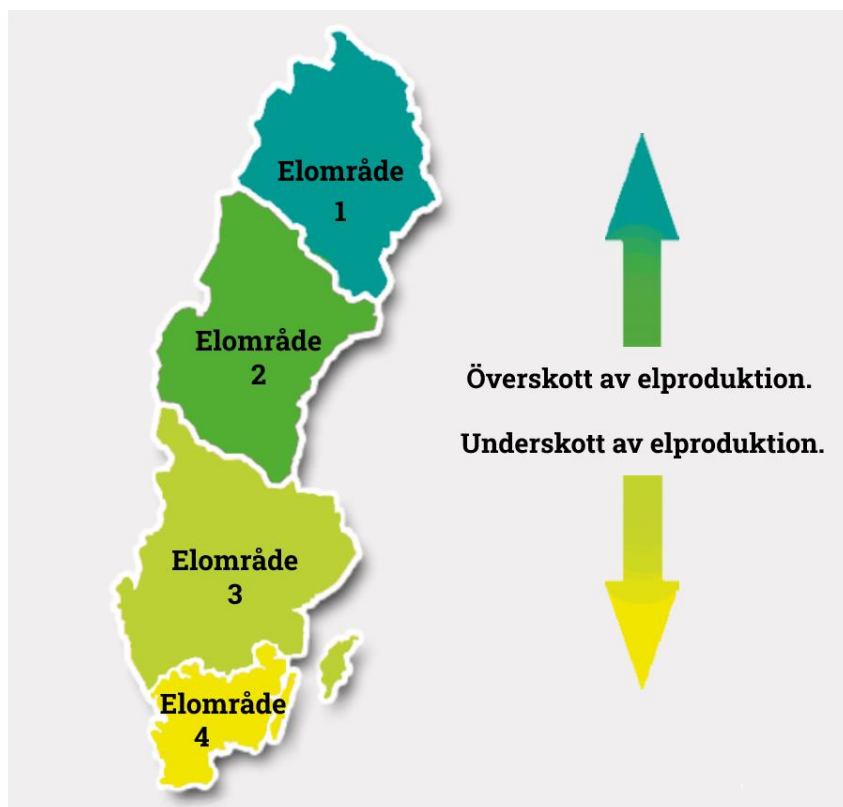 Elområde
1
Elområde
2
Överskott av elproduktion.
Underskott av elproduktion.
Elområde
3
Elområde
4